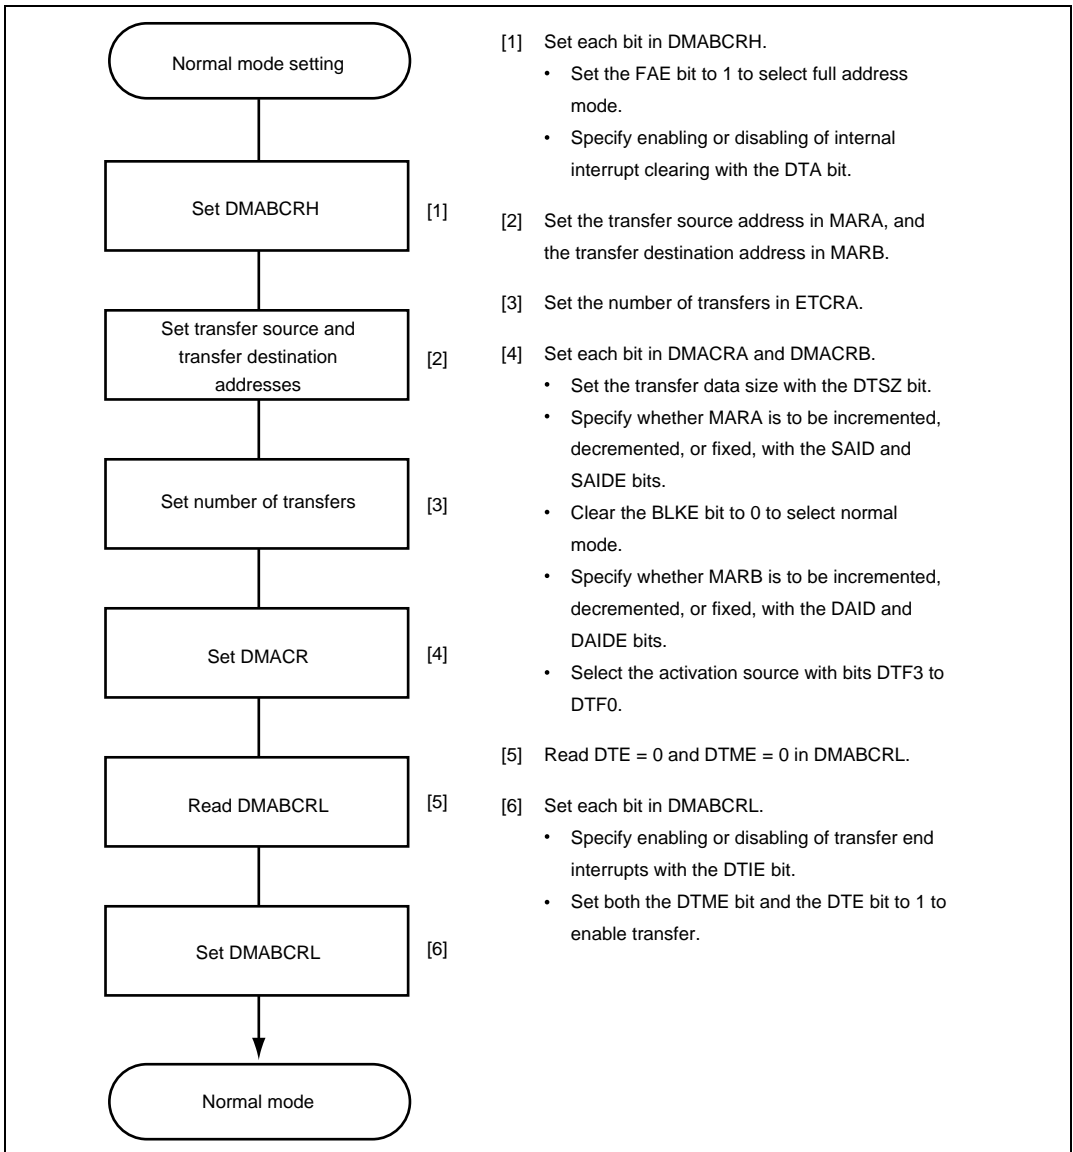 Normal mode setting
Set DMABCRH
[1]
Set transfer source and
transfer destination
addresses
[2]
Set number of transfers
[3]
Set DMACR
[4]
Read DMABCRL
[5]
Set DMABCRL
[6]
Normal mode
[1] Set each bit in DMABCRH.
• Set the FAE bit to 1 to select full address
mode.
• Specify enabling or disabling of internal
interrupt clearing with the DTA bit.
[2] Set the transfer source address in MARA, and
the transfer destination address in MARB.
[3] Set the number of transfers in ETCRA.
[4] Set each bit in DMACRA and DMACRB.
• Set the transfer data size with the DTSZ bit.
• Specify whether MARA is to be incremented,
decremented, or fixed, with the SAID and
SAIDE bits.
• Clear the BLKE bit to 0 to select normal
mode.
• Specify whether MARB is to be incremented,
decremented, or fixed, with the DAID and
DAIDE bits.
• Select the activation source with bits DTF3 to
DTF0.
[5] Read DTE = 0 and DTME = 0 in DMABCRL.
[6] Set each bit in DMABCRL.
• Specify enabling or disabling of transfer end
interrupts with the DTIE bit.
• Set both the DTME bit and the DTE bit to 1 to
enable transfer.